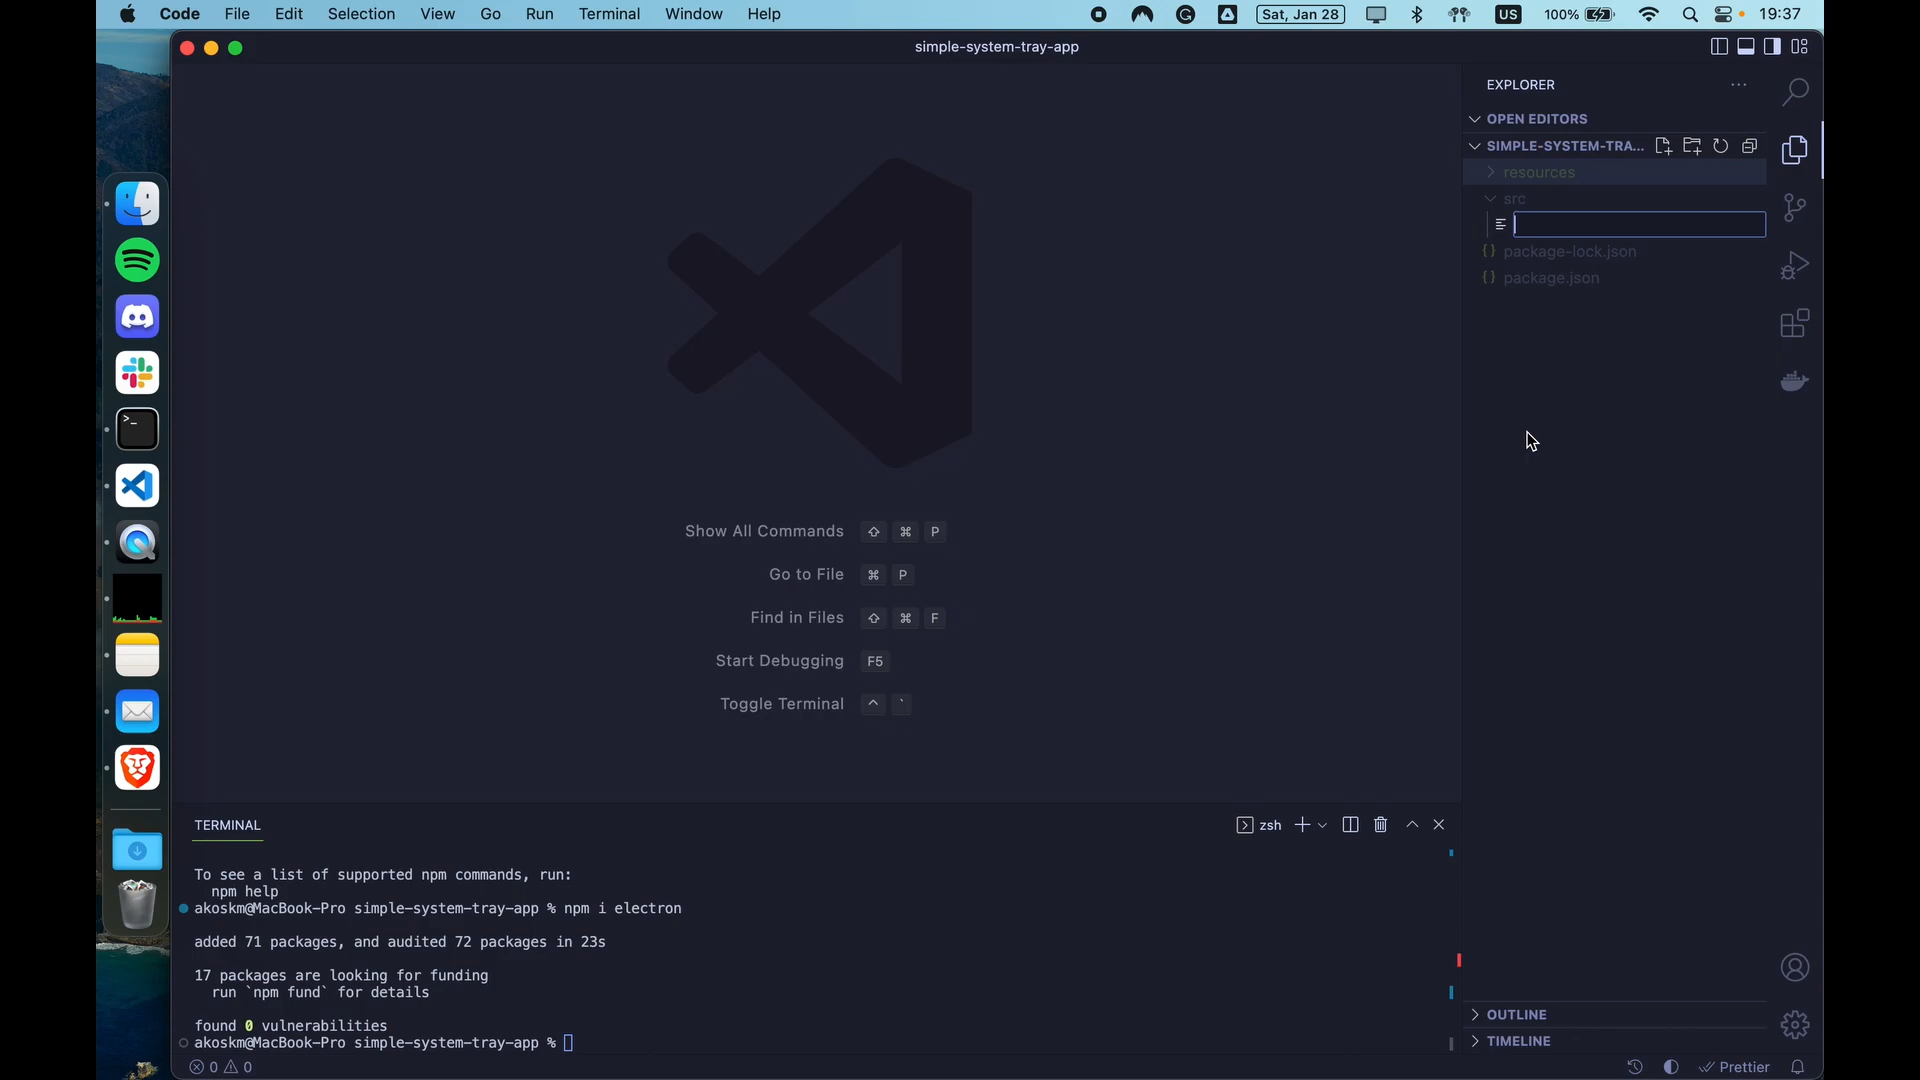 Code File Edit Selection View Go Run Terminal Window Help Sat, Jan 28 US 100% 19:37
simple-system-tray-app
EXPLORER ...
OPEN EDITORS
SIMPLE-SYSTEM-TRA...
resources
src
{} package-lock.json
{} package.json
Show All Commands ⇧ ⌘ P
Go to File ⌘ P
Find in Files ⇧ ⌘ F
Start Debugging F5
Toggle Terminal ^ `
TERMINAL
zsh
To see a list of supported npm commands, run:
npm help
akoskm@MacBook-Pro simple-system-tray-app % npm i electron
added 71 packages, and audited 72 packages in 23s
17 packages are looking for funding
run `npm fund` for details
found 0 vulnerabilities
akoskm@MacBook-Pro simple-system-tray-app %
OUTLINE
TIMELINE
0 0
Prettier